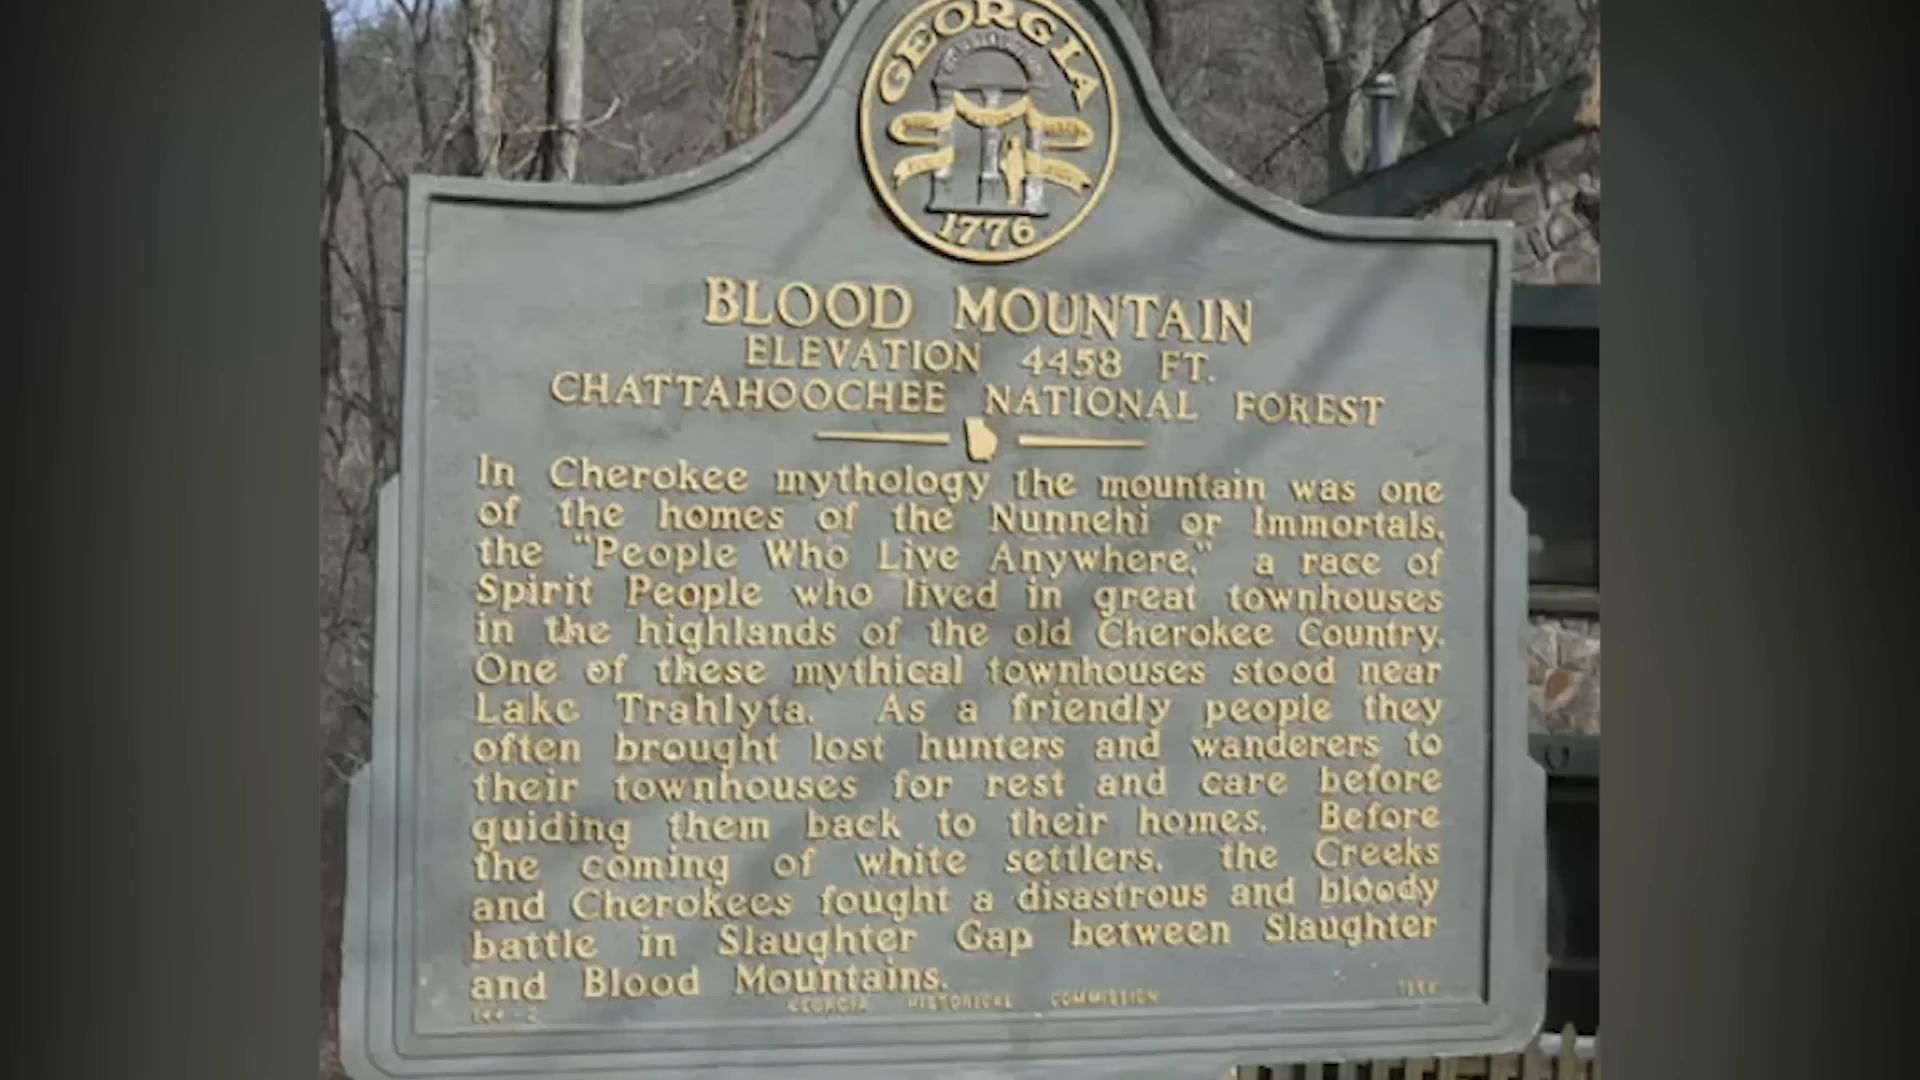 GEORGIA
1776
BLOOD MOUNTAIN
ELEVATION 4458 FT.
CHATTAHOOCHEE NATIONAL FOREST
In Cherokee mythology the mountain was one
of the homes of the Nunnehi or Immortals,
the "People Who Live Anywhere," a race of
Spirit People who lived in great townhouses
in the highlands of the old Cherokee Country.
One of these mythical townhouses stood near
Lake Trahlyta. As a friendly people they
often brought lost hunters and wanderers to
their townhouses for rest and care before
guiding them back to their homes. Before
the coming of white settlers, the Creeks
and Cherokees fought a disastrous and bloody
battle in Slaughter Gap between Slaughter
and Blood Mountains.
GEORGIA HISTORICAL COMMISSION